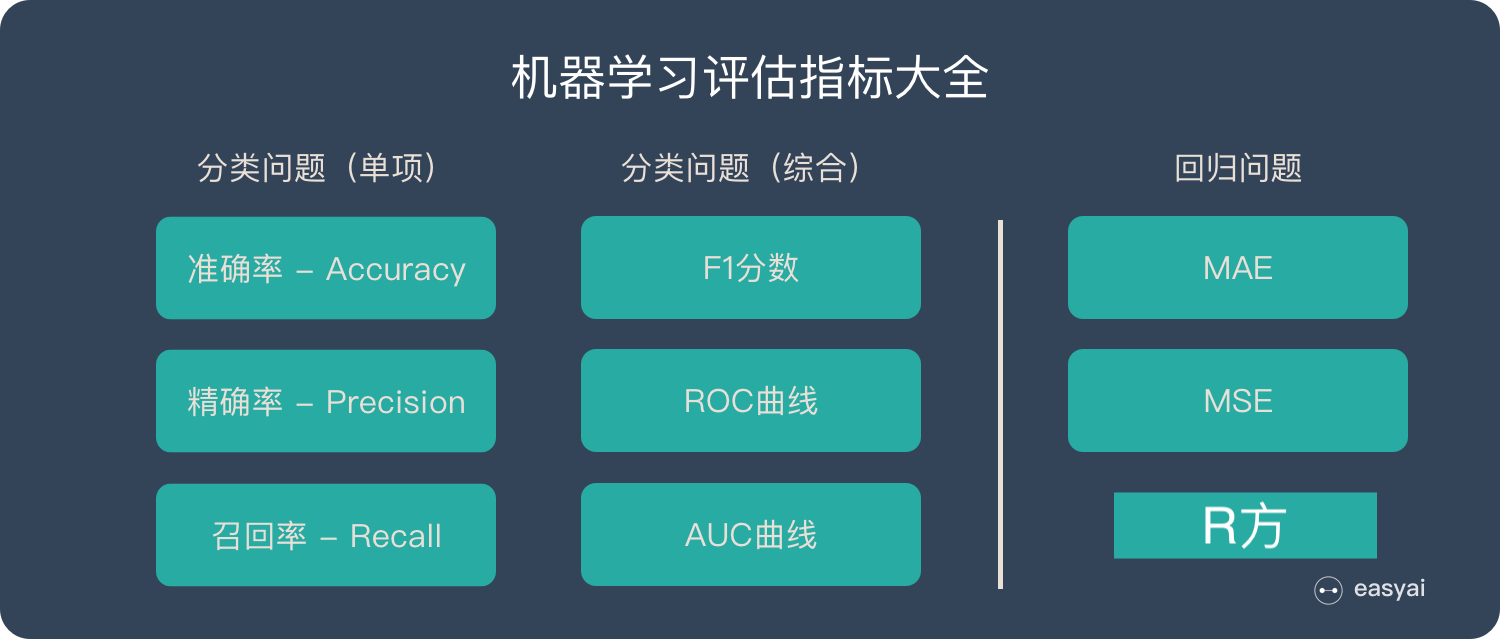 机器学习评估指标大全
分类问题（单项）
准确率 – Accuracy
精确率 – Precision
召回率 – Recall
分类问题（综合）
F1分数
ROC曲线
AUC曲线
回归问题
MAE
MSE
R方
easyai